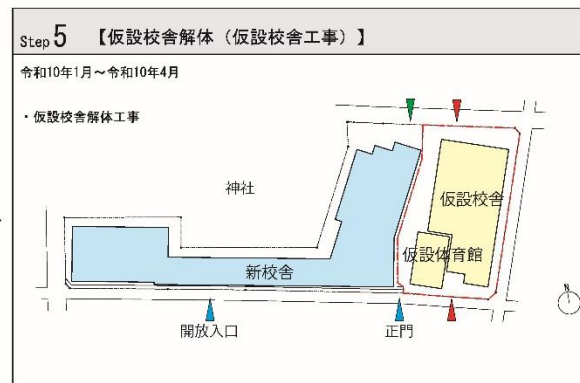 Step 5 【仮設校舎解体（仮設校舎工事）】
令和10年1月～令和10年4月
・仮設校舎解体工事
神社
仮設校舎
仮設体育館
新校舎
N
開放入口
正門